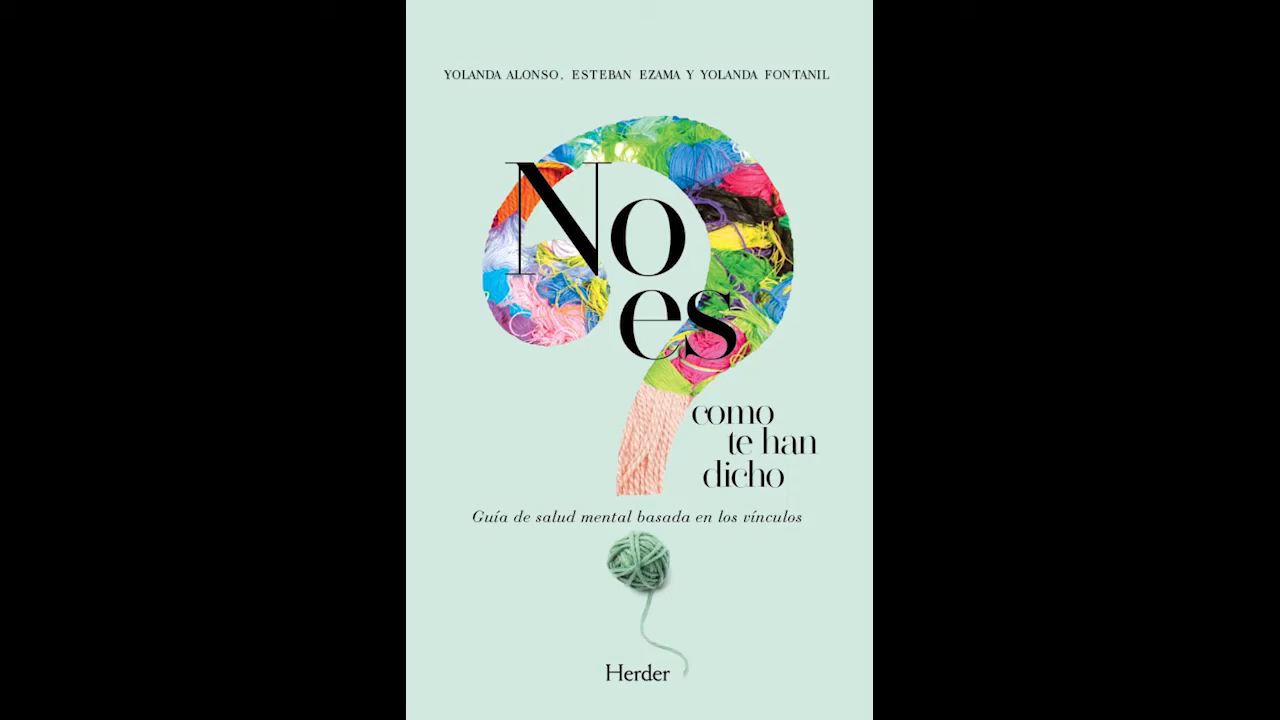 YOLANDA ALONSO, ESTEBAN EZAMA Y YOLANDA FONTANIL
No
es
como
te han
dicho
Guía de salud mental basada en los vínculos
Herder